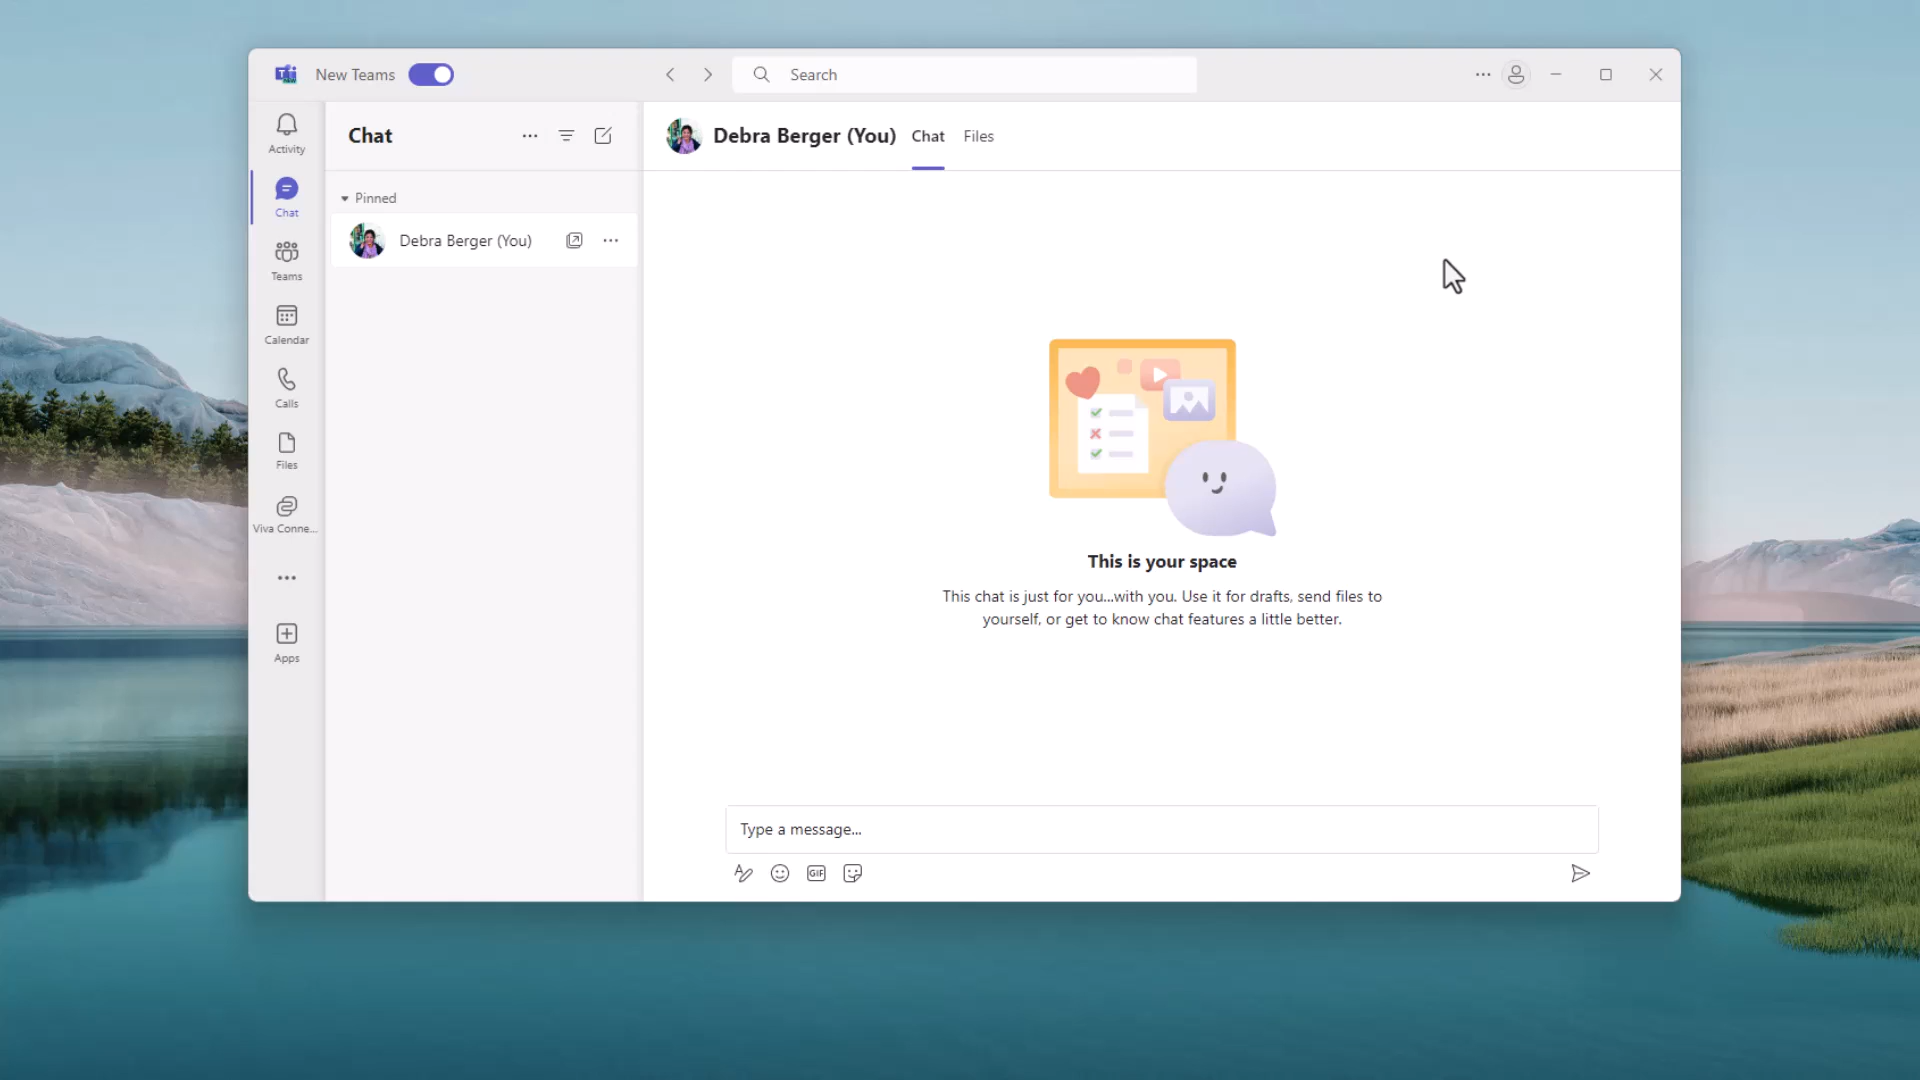 New Teams
Search
Activity
Chat
Teams
Calendar
Calls
Files
Viva Conne...
Apps
Chat
Pinned
Debra Berger (You)
Debra Berger (You) Chat Files
This is your space
This chat is just for you...with you. Use it for drafts, send files to
yourself, or get to know chat features a little better.
Type a message...
GIF